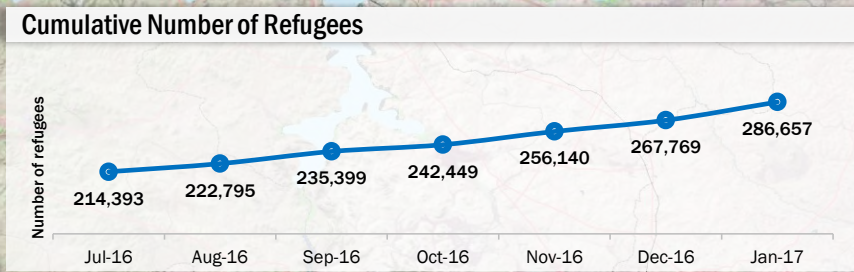 Cumulative Number of Refugees
Number of refugees
214,393
222,795
235,399
242,449
256,140
267,769
286,657
Jul-16 Aug-16 Sep-16 Oct-16 Nov-16 Dec-16 Jan-17